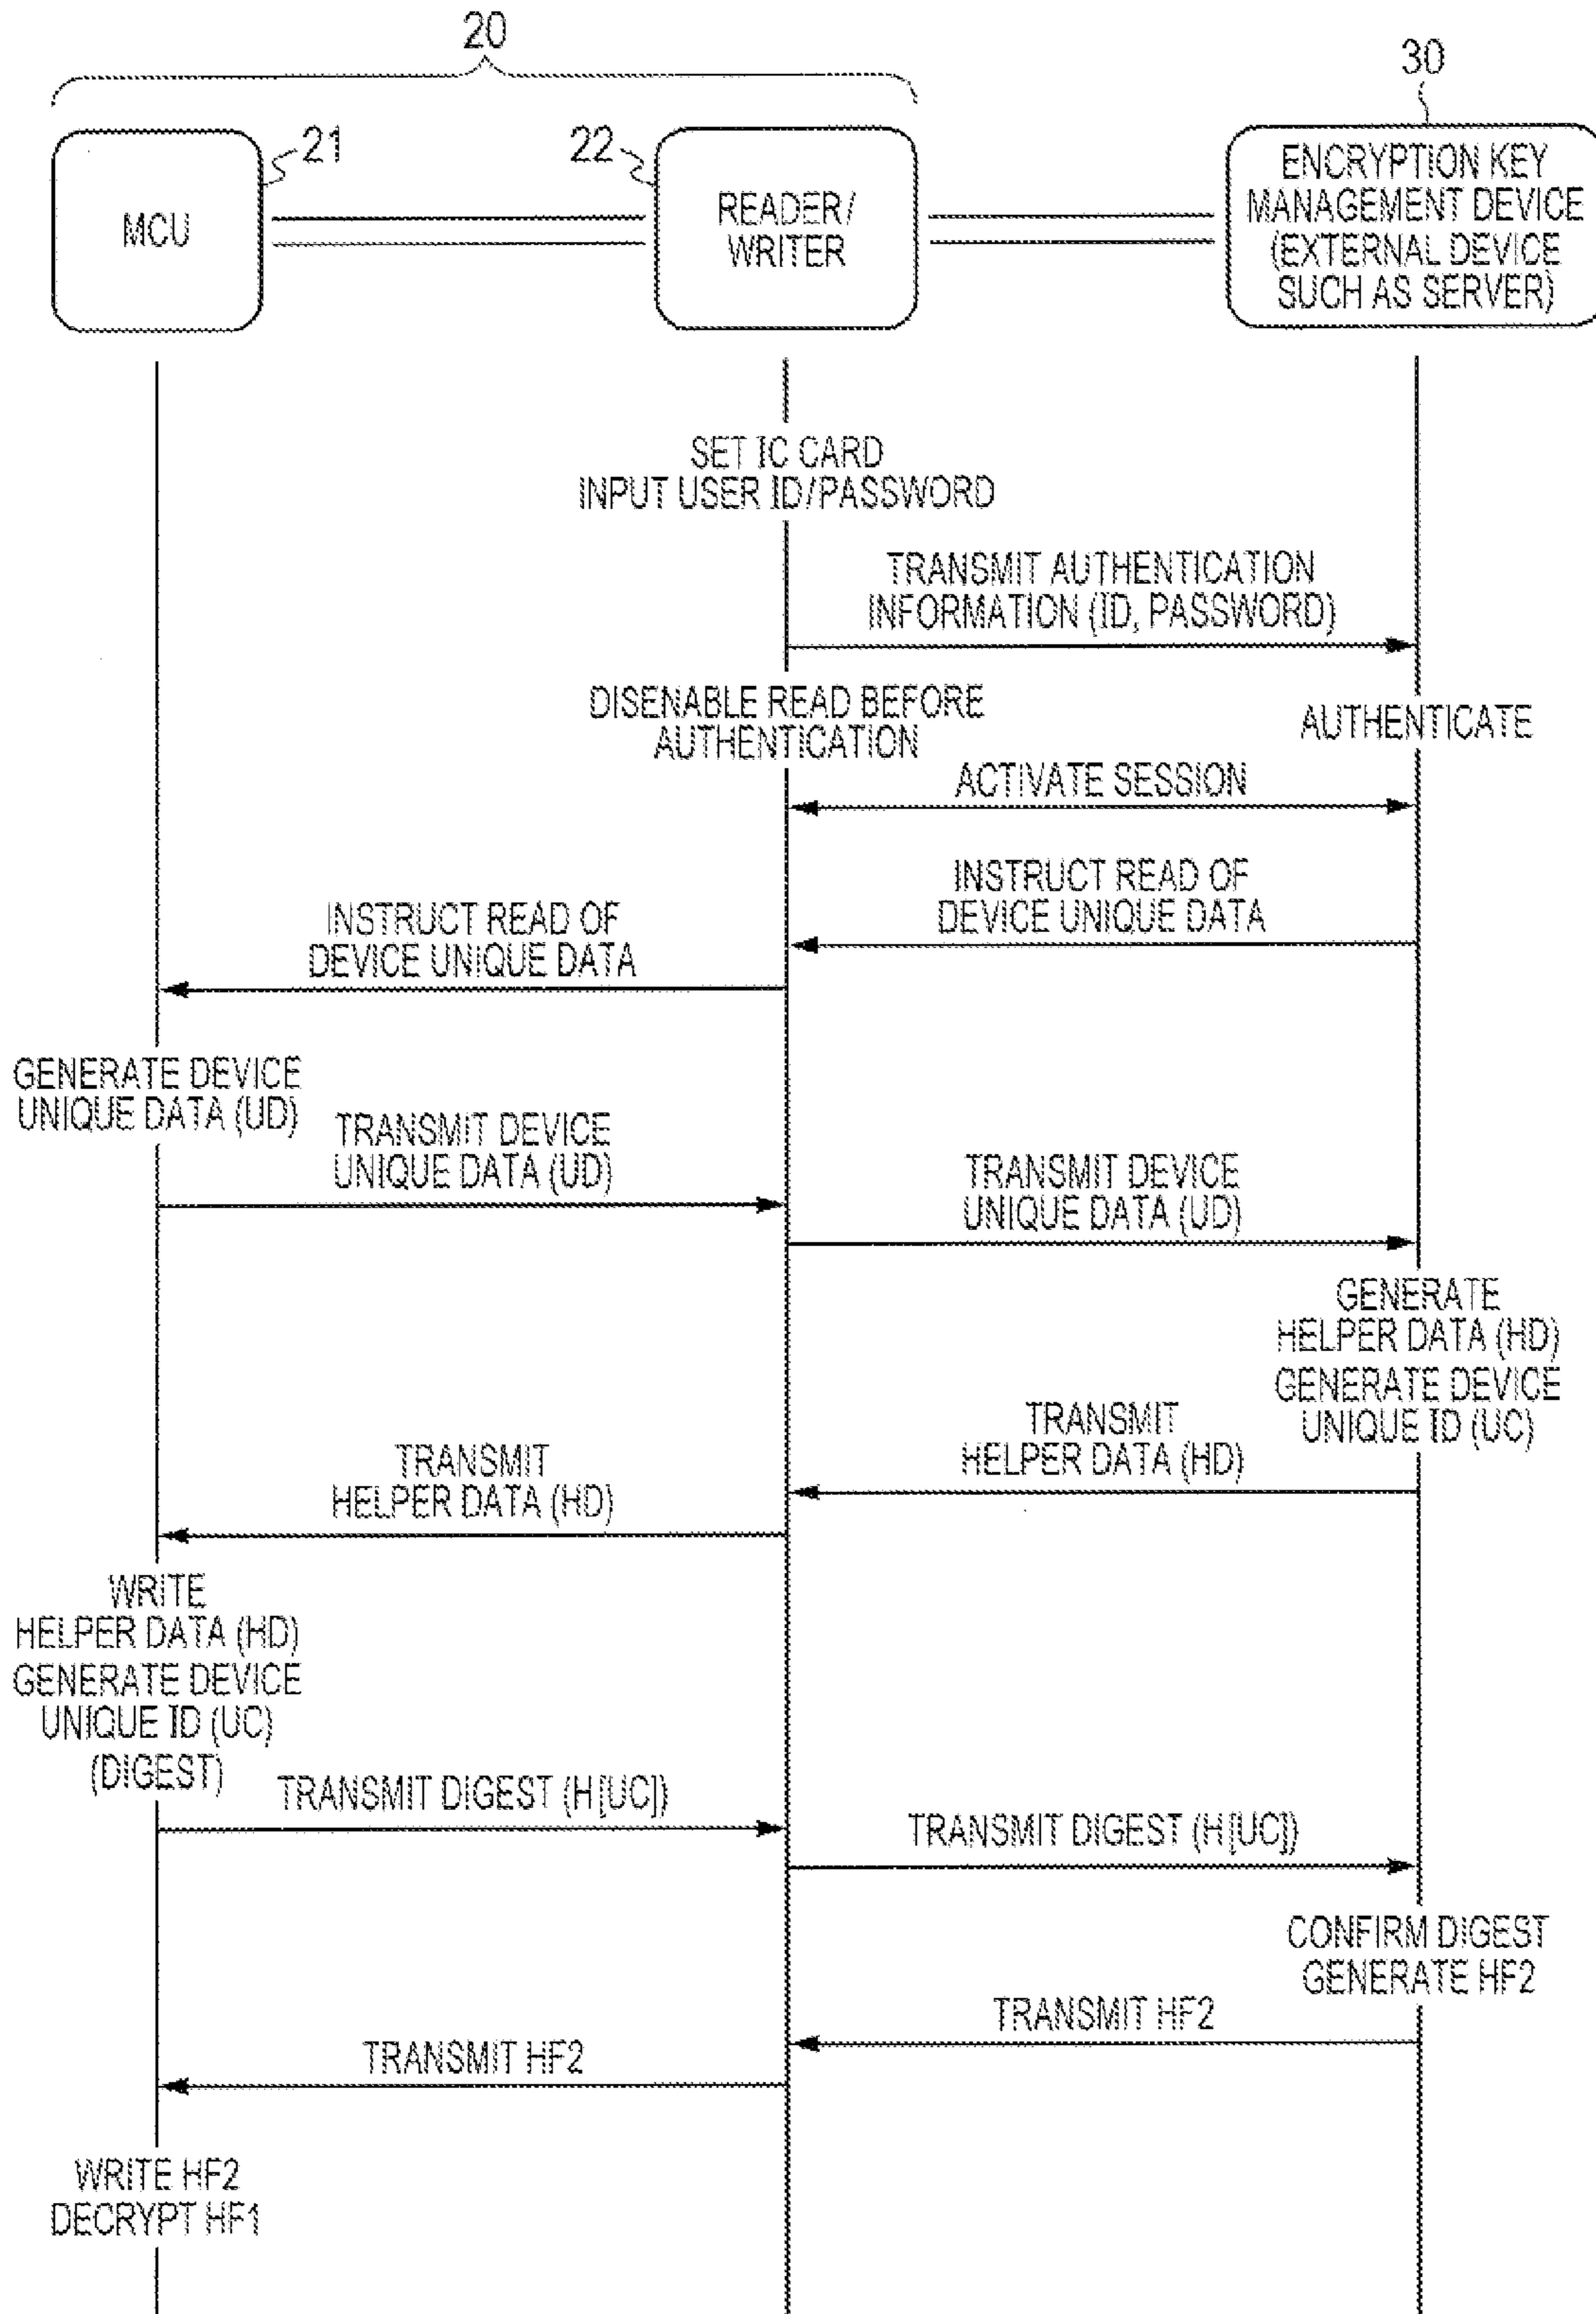 20
30
21
22
MCU
READER/
WRITER
ENCRYPTION KEY
MANAGEMENT DEVICE
(EXTERNAL DEVICE
SUCH AS SERVER)
SET IC CARD
INPUT USER ID/PASSWORD
TRANSMIT AUTHENTICATION
INFORMATION (ID, PASSWORD)
DISENABLE READ BEFORE
AUTHENTICATION
AUTHENTICATE
ACTIVATE SESSION
INSTRUCT READ OF
DEVICE UNIQUE DATA
INSTRUCT READ OF
DEVICE UNIQUE DATA
GENERATE DEVICE
UNIQUE DATA (UD)
TRANSMIT DEVICE
UNIQUE DATA (UD)
TRANSMIT DEVICE
UNIQUE DATA (UD)
GENERATE
HELPER DATA (HD)
GENERATE DEVICE
UNIQUE ID (UC)
TRANSMIT
HELPER DATA (HD)
TRANSMIT
HELPER DATA (HD)
WRITE
HELPER DATA (HD)
GENERATE DEVICE
UNIQUE ID (UC)
(DIGEST)
TRANSMIT DIGEST (H[UC])
TRANSMIT DIGEST (H[UC])
CONFIRM DIGEST
GENERATE HF2
TRANSMIT HF2
TRANSMIT HF2
WRITE HF2
DECRYPT HF1